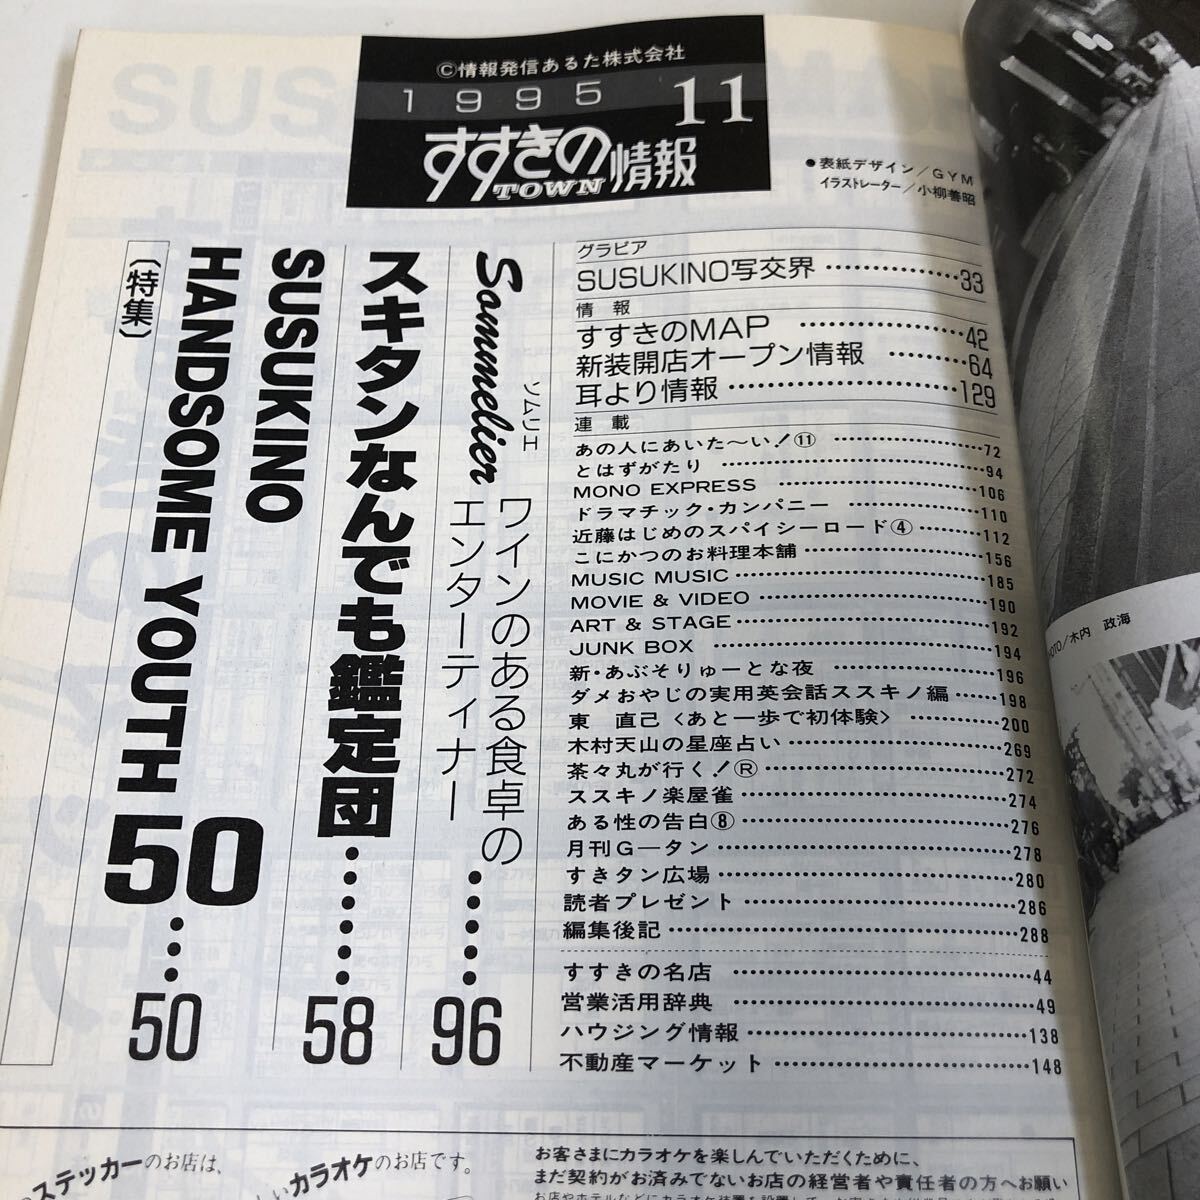 ©情報発信あるた株式会社
1995 11
すすきのTOWN情報
●表紙デザイン/GYM
イラストレーター/小柳善昭
〔特集〕
SUSUKINO
HANDSOME YOUTH 50……50
スキタンなんでも鑑定団……58
Sommelier ソムリエ
ワインのある食卓の
エンターティナー……96
グラビア
SUSUKINO写交界……………33
情 報
すすきのMAP ……………42
新装開店オープン情報 ………64
耳より情報……………………129
連 載
あの人にあいた〜い!⑪ ………………72
とはずがたり ……………………………94
MONO EXPRESS ……………………106
ドラマチック・カンパニー ………………110
近藤はじめのスパイシーロード④………112
こにかつのお料理本舗……………………156
MUSIC MUSIC…………………………185
MOVIE & VIDEO ………………………190
ART & STAGE…………………………192
JUNK BOX ……………………………194
新・あぶそりゅーとな夜 …………………196
ダメおやじの実用英会話ススキノ編……198
東 直己〈あと一歩で初体験〉…………200
木村天山の星座占い………………………269
茶々丸が行く!Ⓡ…………………………272
ススキノ楽屋雀……………………………274
ある性の告白⑧……………………………276
月刊G―タン………………………………278
すきタン広場………………………………280
読者プレゼント……………………………286
編集後記……………………………………288
すすきの名店 ………………………………44
営業活用辞典 ………………………………49
ハウジング情報……………………………138
不動産マーケット…………………………148
PHOTO/木内 政海
ステッカーのお店は、
しいカラオケのお店です。
お客さまにカラオケを楽しんでいただくために、
まだ契約がお済みでないお店の経営者や責任者の方へお願い